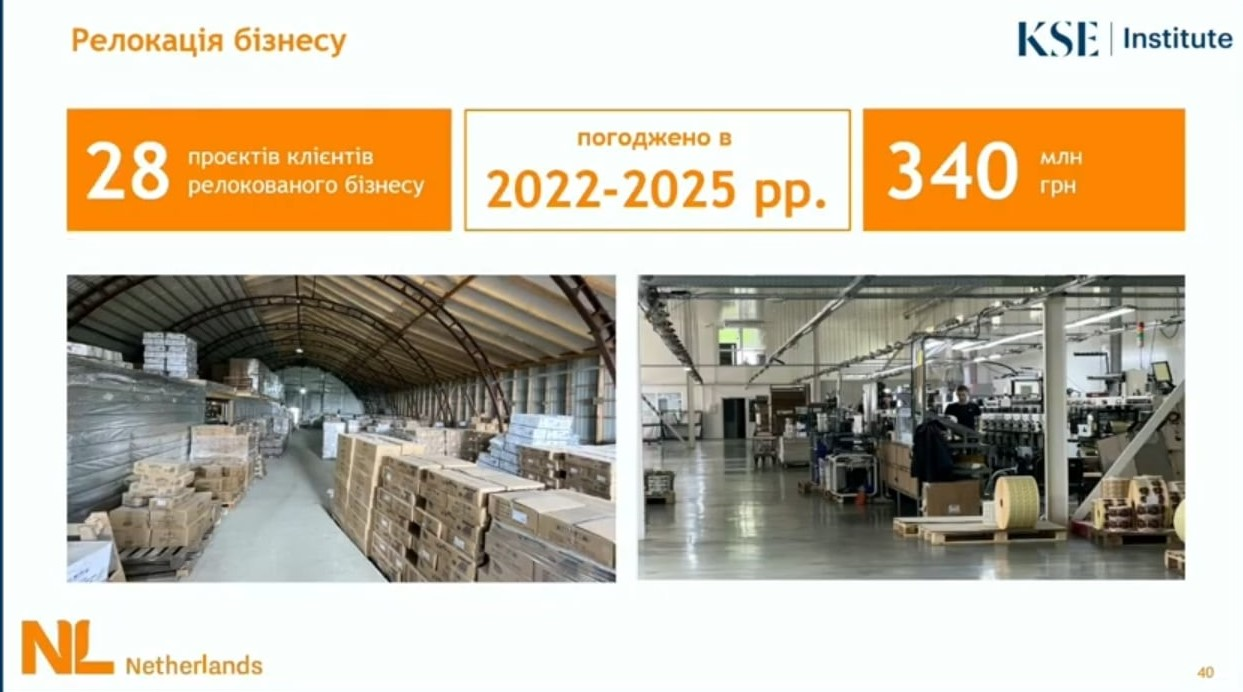 Релокація бізнесу
KSE | Institute
28 проєктів клієнтів
релокованого бізнесу
погоджено в
2022-2025 рр.
340 млн
грн
NL Netherlands
40